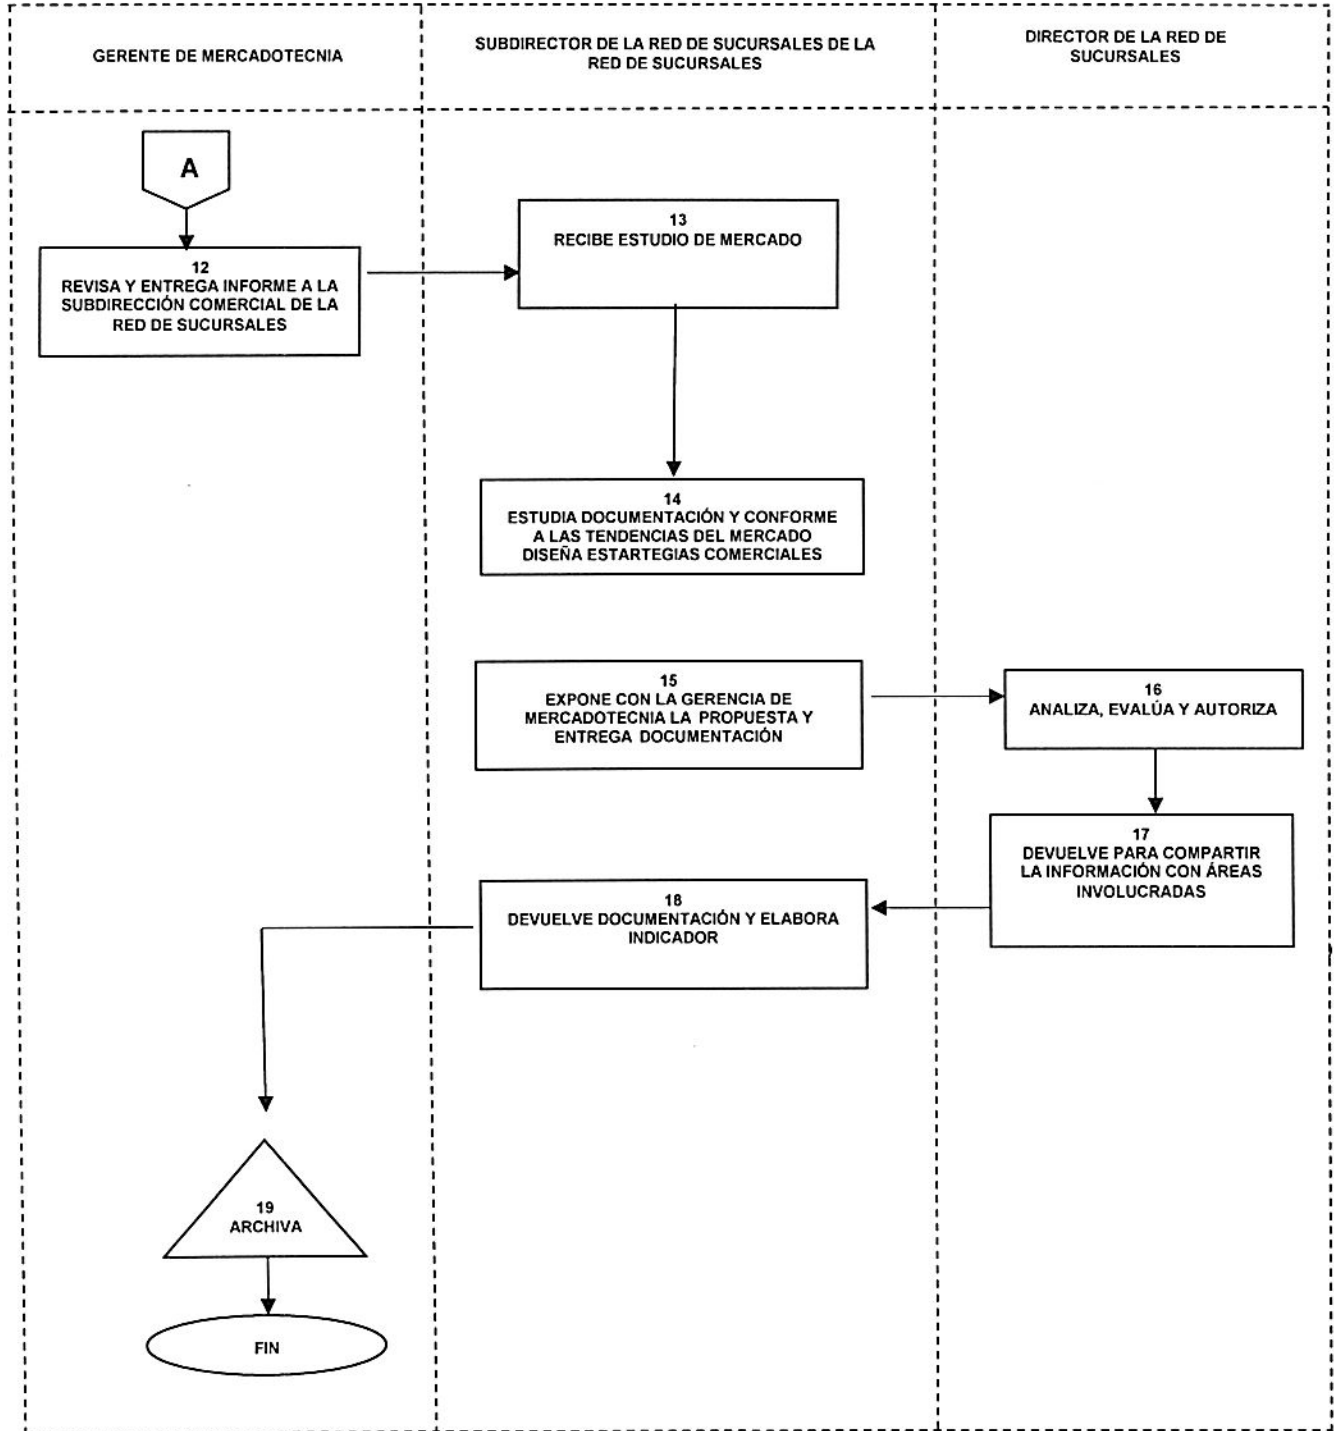 GERENTE DE MERCADOTECNIA
SUBDIRECTOR DE LA RED DE SUCURSALES DE LA
RED DE SUCURSALES
DIRECTOR DE LA RED DE
SUCURSALES
A
12
REVISA Y ENTREGA INFORME A LA
SUBDIRECCIÓN COMERCIAL DE LA
RED DE SUCURSALES
13
RECIBE ESTUDIO DE MERCADO
14
ESTUDIA DOCUMENTACIÓN Y CONFORME
A LAS TENDENCIAS DEL MERCADO
DISEÑA ESTARTEGIAS COMERCIALES
15
EXPONE CON LA GERENCIA DE
MERCADOTECNIA LA PROPUESTA Y
ENTREGA DOCUMENTACIÓN
16
ANALIZA, EVALÚA Y AUTORIZA
17
DEVUELVE PARA COMPARTIR
LA INFORMACIÓN CON ÁREAS
INVOLUCRADAS
18
DEVUELVE DOCUMENTACIÓN Y ELABORA
INDICADOR
19
ARCHIVA
FIN